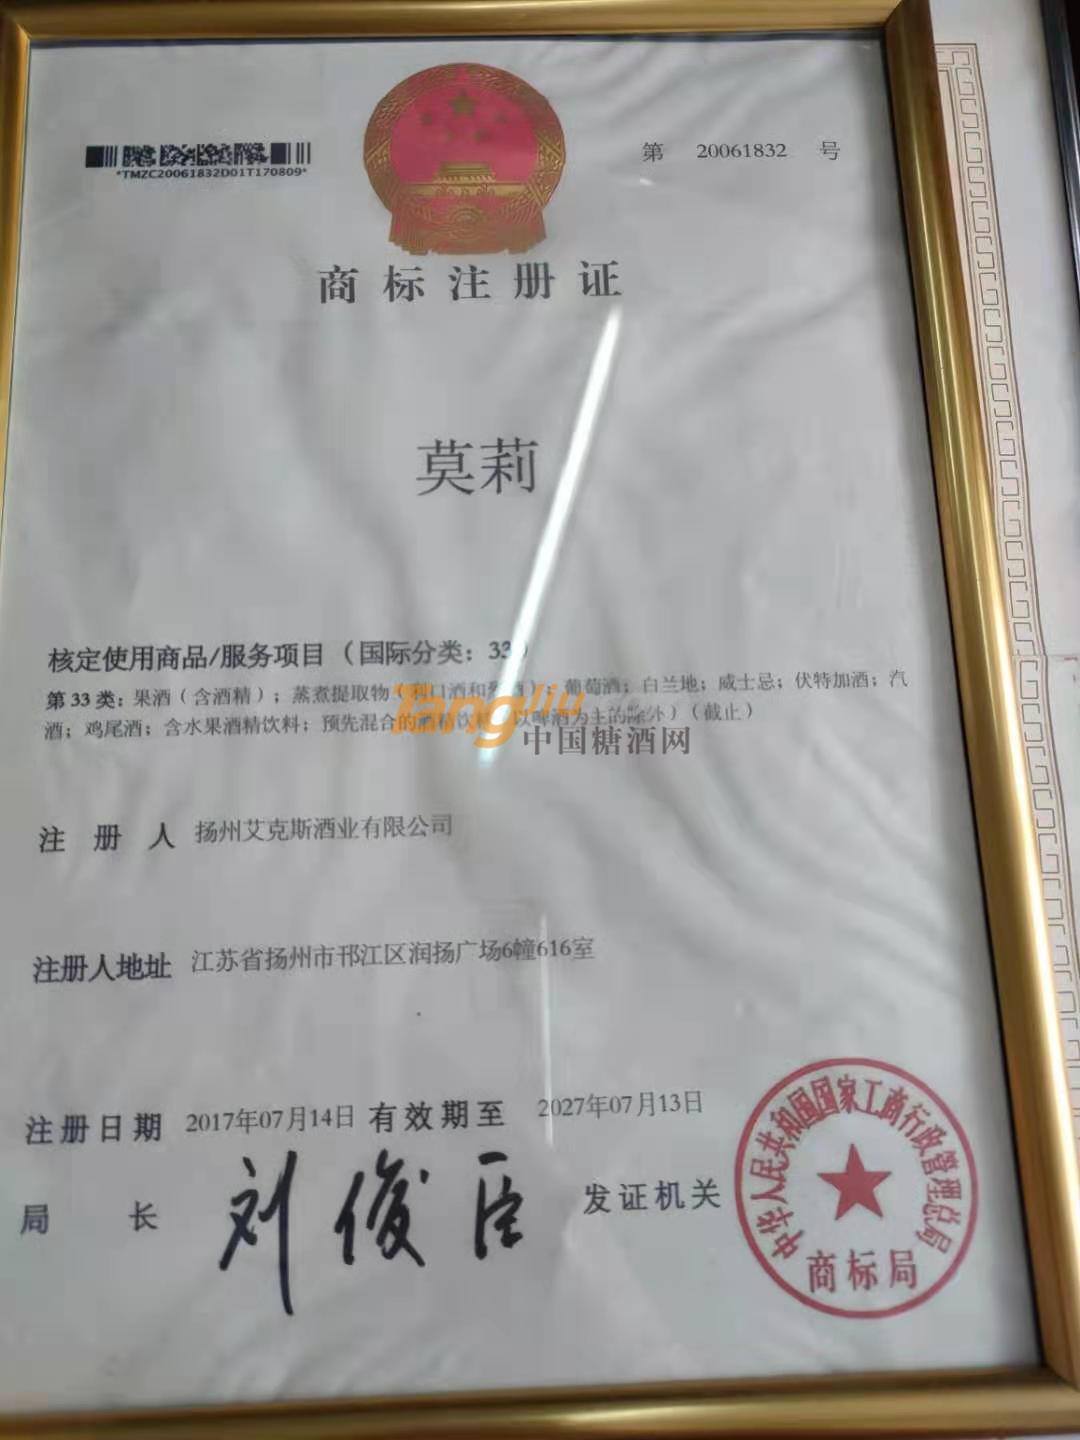 第 20061832 号
*TMZC20061832D01T170809*
商标注册证
莫莉
核定使用商品/服务项目（国际分类：33）
第 33 类：果酒（含酒精）；蒸煮提取物（利口酒和烈酒）；葡萄酒；白兰地；威士忌；伏特加酒；汽
酒；鸡尾酒；含水果酒精饮料；预先混合的酒精饮料（以啤酒为主的除外）（截止）
Tangjiu
中国糖酒网
注册人 扬州艾克斯酒业有限公司
注册人地址 江苏省扬州市邗江区润扬广场6幢616室
注册日期 2017年07月14日 有效期至 2027年07月13日
局长 刘俊臣 发证机关
中华人民共和国国家工商行政管理总局
商标局